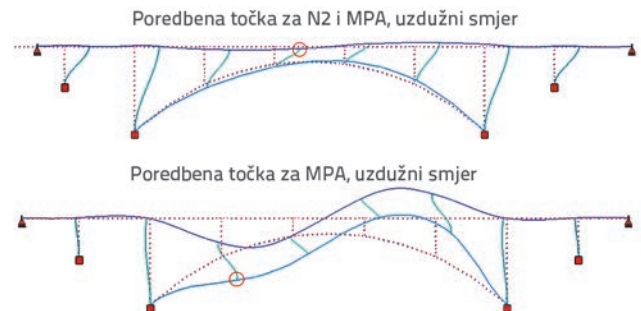 Poredbena točka za N2 i MPA, uzdužni smjer
Poredbena točka za MPA, uzdužni smjer